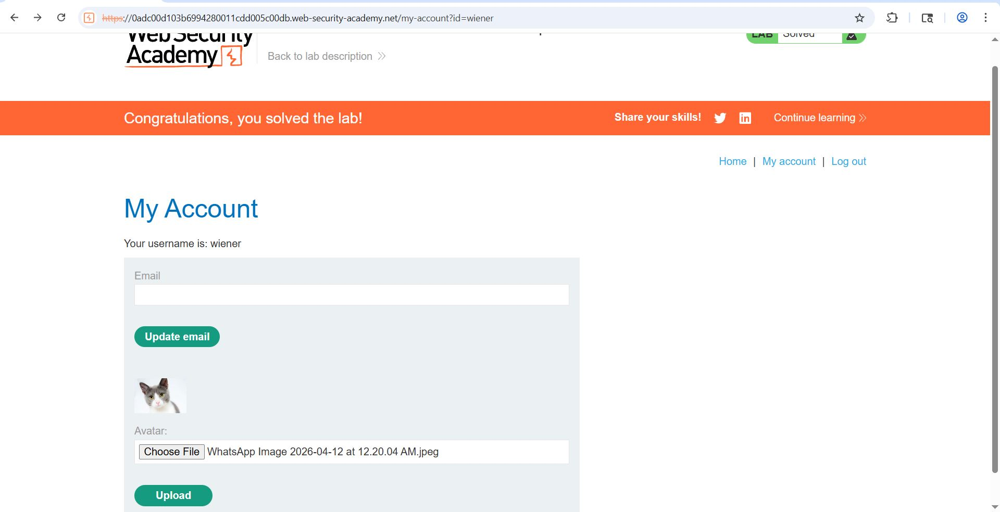 https://0adc00d103b6994280011cdd005c00db.web-security-academy.net/my-account?id=wiener
Web Security
Academy
Back to lab description
LAB Solved
Congratulations, you solved the lab!
Share your skills!
Continue learning
Home | My account | Log out
My Account
Your username is: wiener
Email
Update email
Avatar:
Choose File WhatsApp Image 2026-04-12 at 12.20.04 AM.jpeg
Upload